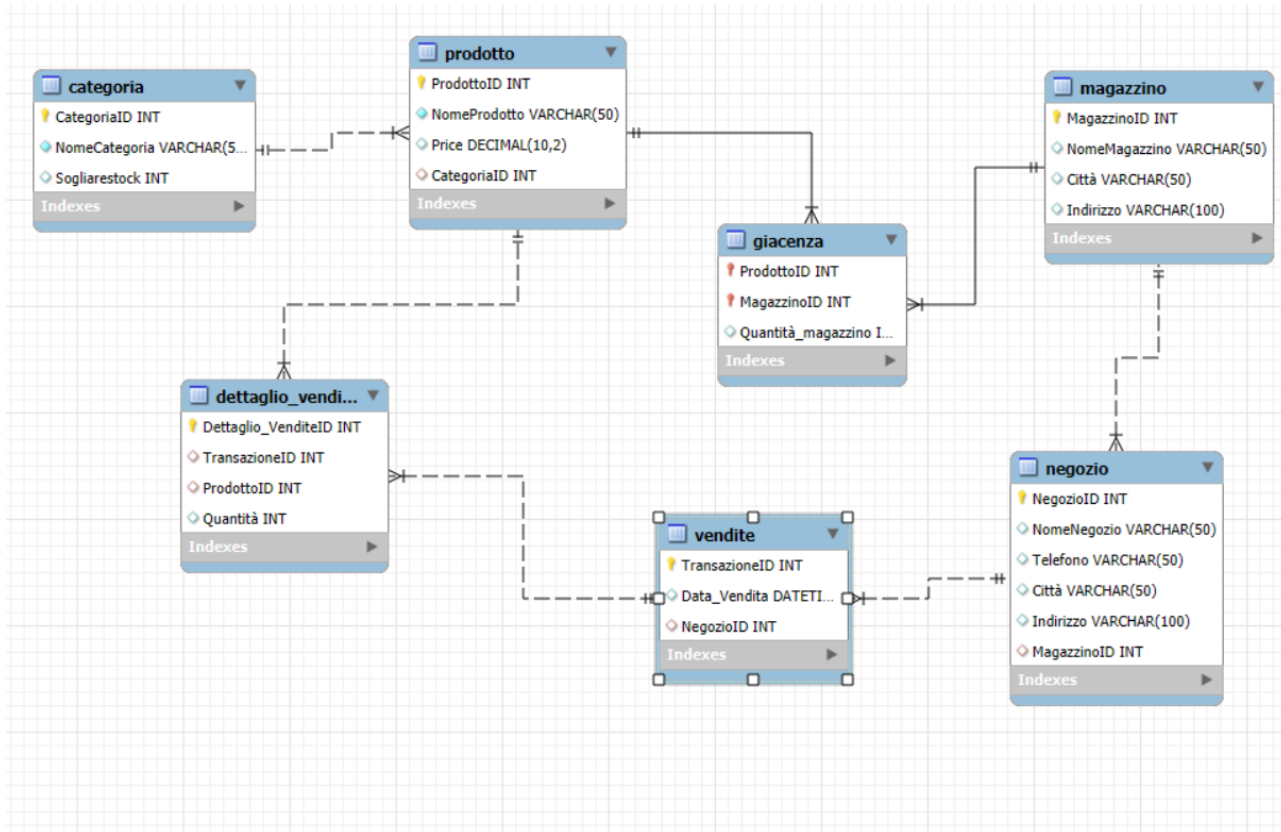 categoria
CategoriaID INT
NomeCategoria VARCHAR(5...
Sogliarestock INT
Indexes
prodotto
ProdottoID INT
NomeProdotto VARCHAR(50)
Price DECIMAL(10,2)
CategoriaID INT
Indexes
magazzino
MagazzinoID INT
NomeMagazzino VARCHAR(50)
Città VARCHAR(50)
Indirizzo VARCHAR(100)
Indexes
giacenza
ProdottoID INT
MagazzinoID INT
Quantità_magazzino I...
Indexes
dettaglio_vendi...
Dettaglio_VenditeID INT
TransazioneID INT
ProdottoID INT
Quantità INT
Indexes
vendite
TransazioneID INT
Data_Vendita DATETI...
NegozioID INT
Indexes
negozio
NegozioID INT
NomeNegozio VARCHAR(50)
Telefono VARCHAR(50)
Città VARCHAR(50)
Indirizzo VARCHAR(100)
MagazzinoID INT
Indexes